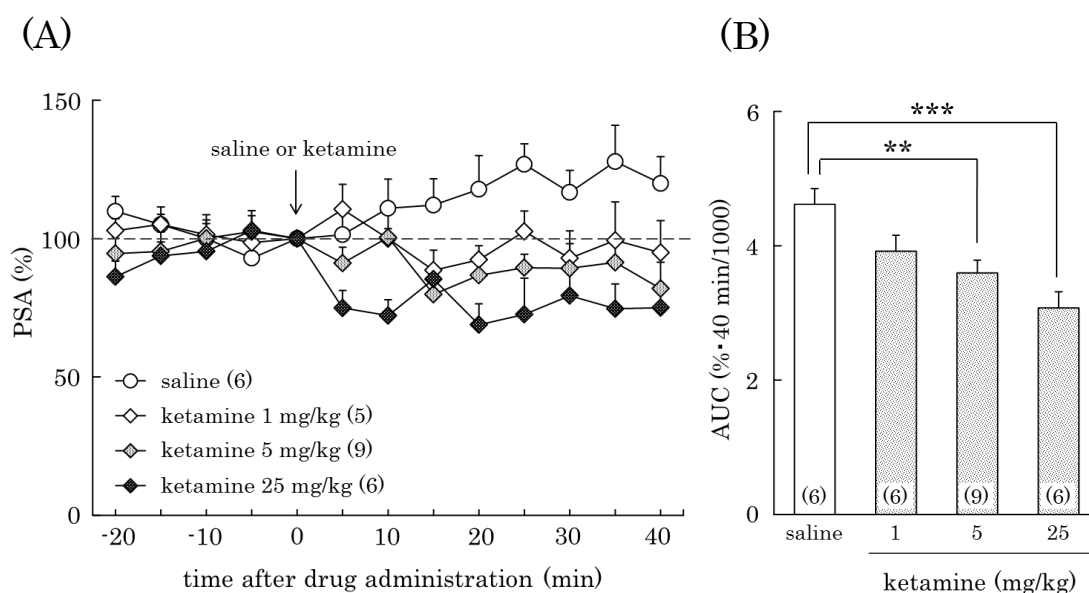 (A)
PSA (%)
150
100
50
0
saline or ketamine
saline (6)
ketamine 1 mg/kg (5)
ketamine 5 mg/kg (9)
ketamine 25 mg/kg (6)
-20 -10 0 10 20 30 40
time after drug administration (min)
(B)
AUC (%･40 min/1000)
6
4
2
0
***
**
(6) (6) (9) (6)
saline 1 5 25
ketamine (mg/kg)